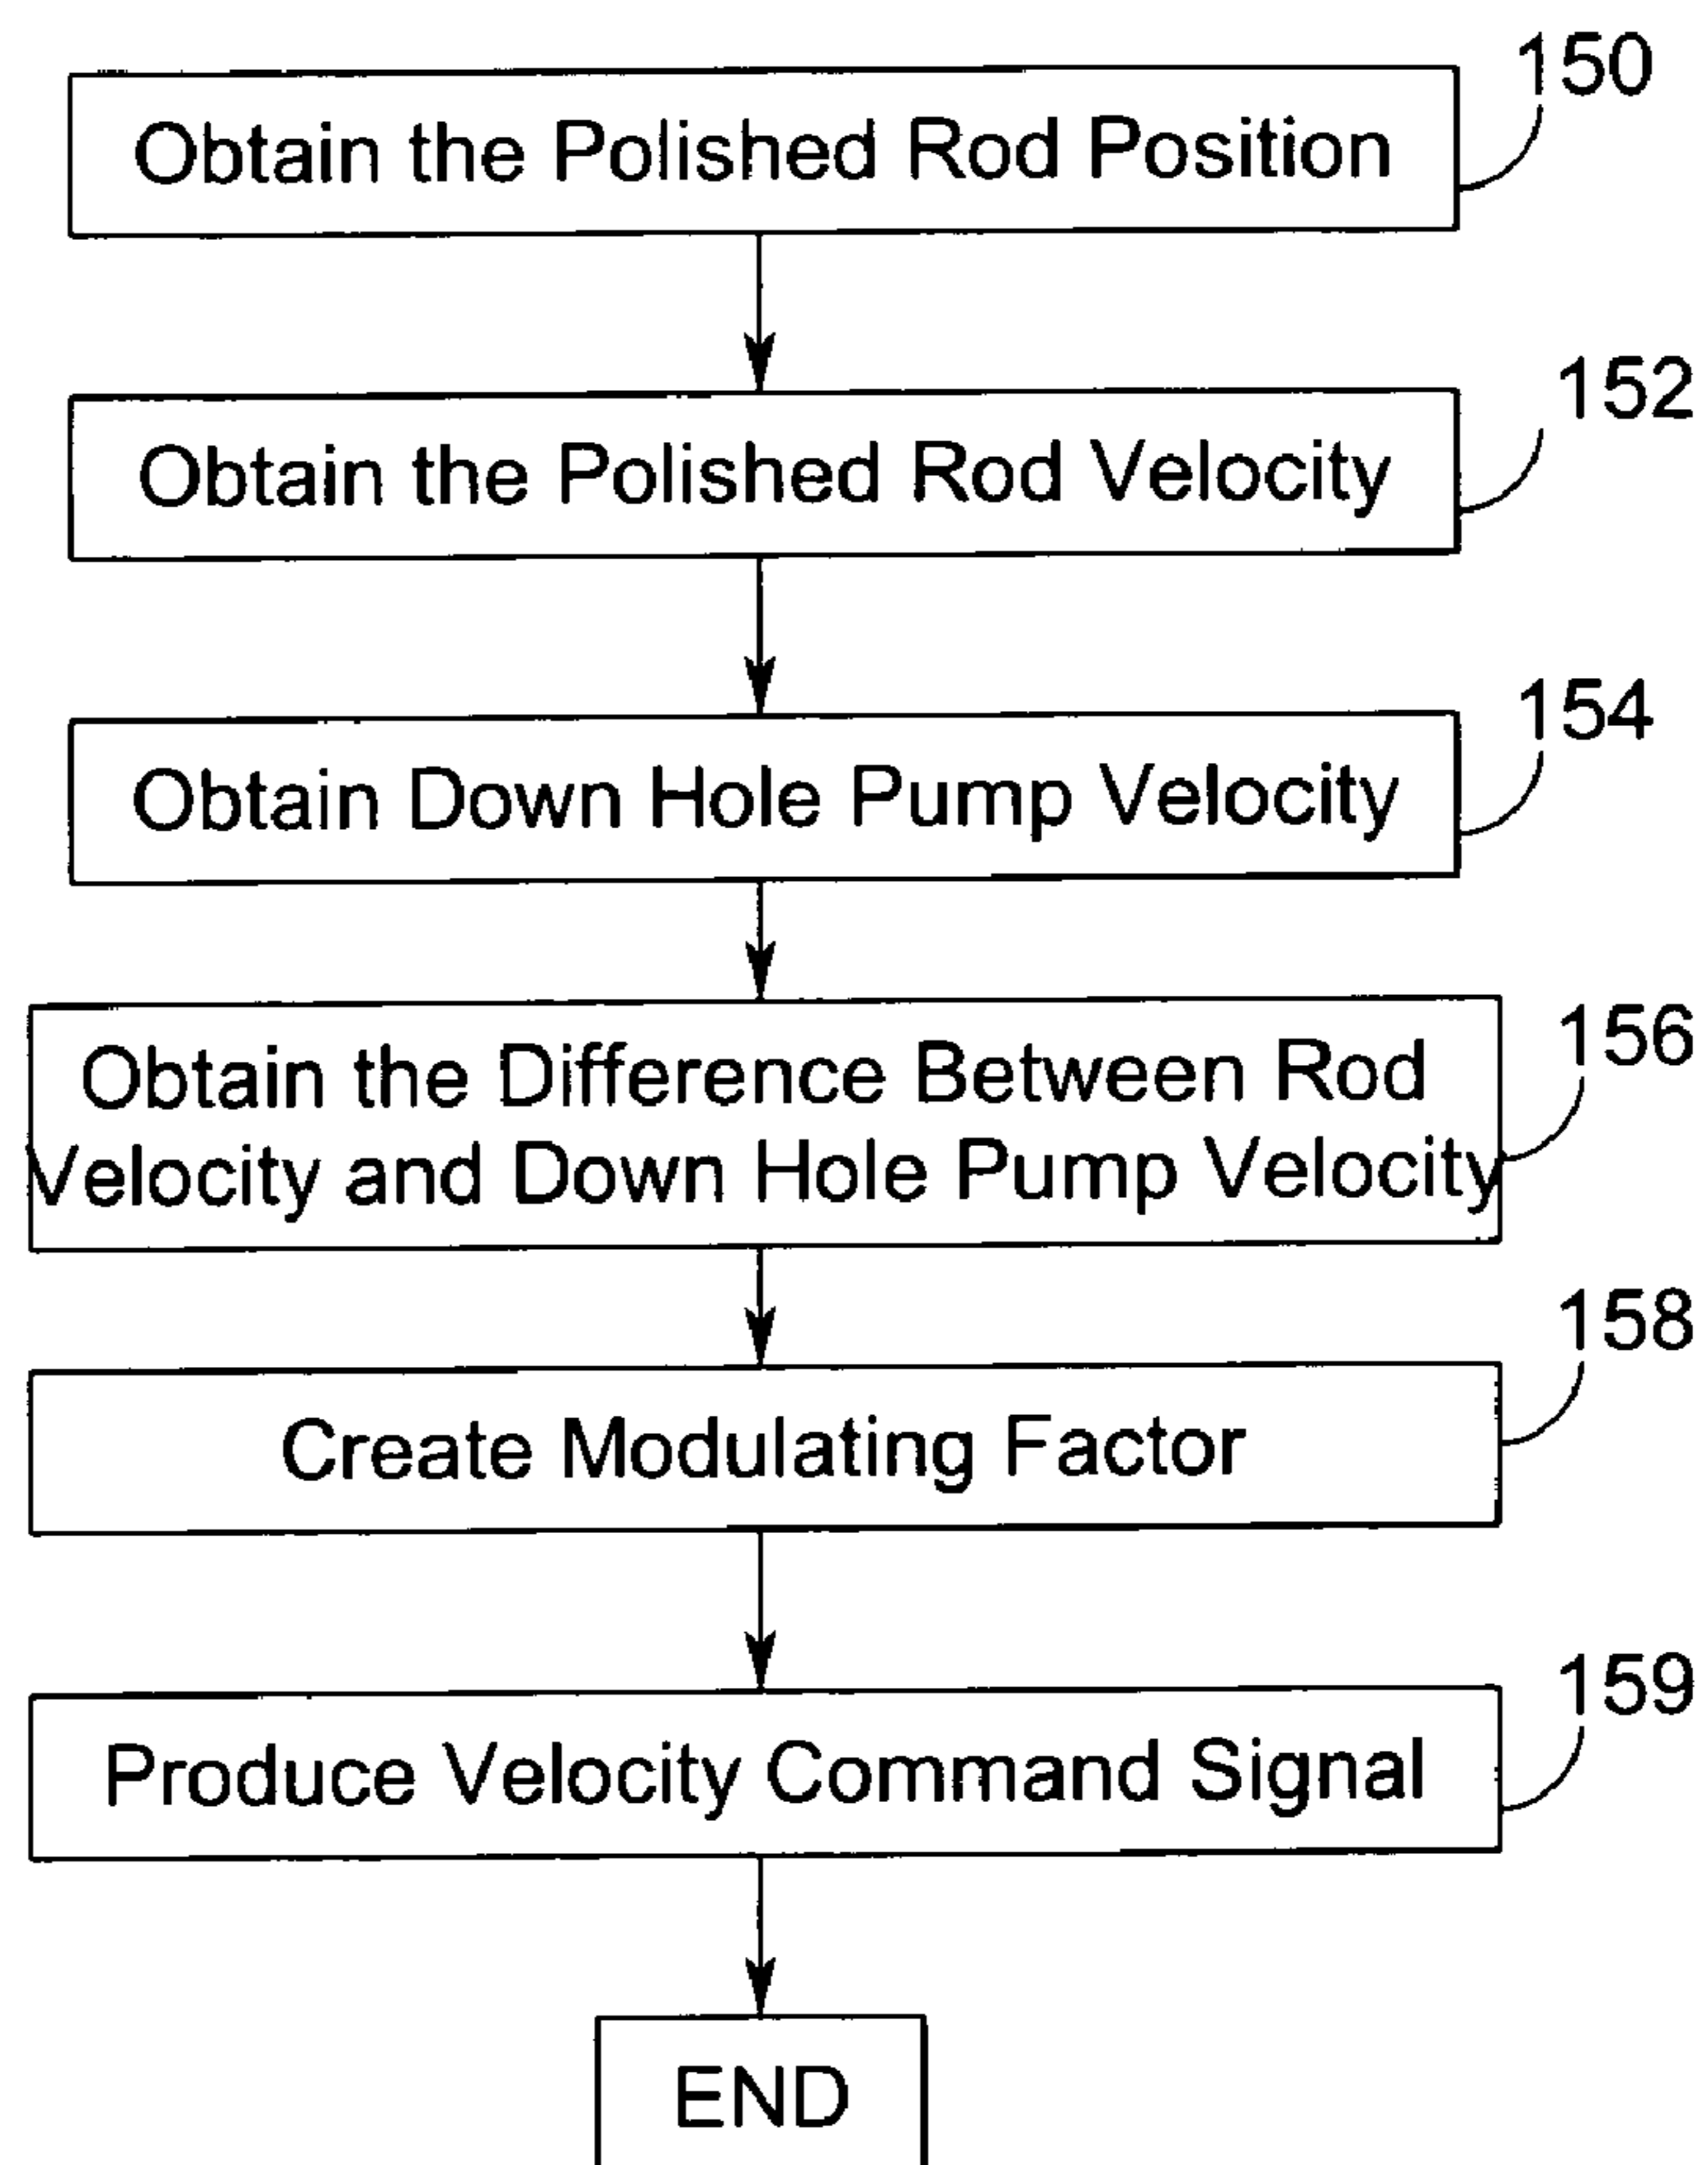 150
Obtain the Polished Rod Position
152
Obtain the Polished Rod Velocity
154
Obtain Down Hole Pump Velocity
156
Obtain the Difference Between Rod
Velocity and Down Hole Pump Velocity
158
Create Modulating Factor
159
Produce Velocity Command Signal
END